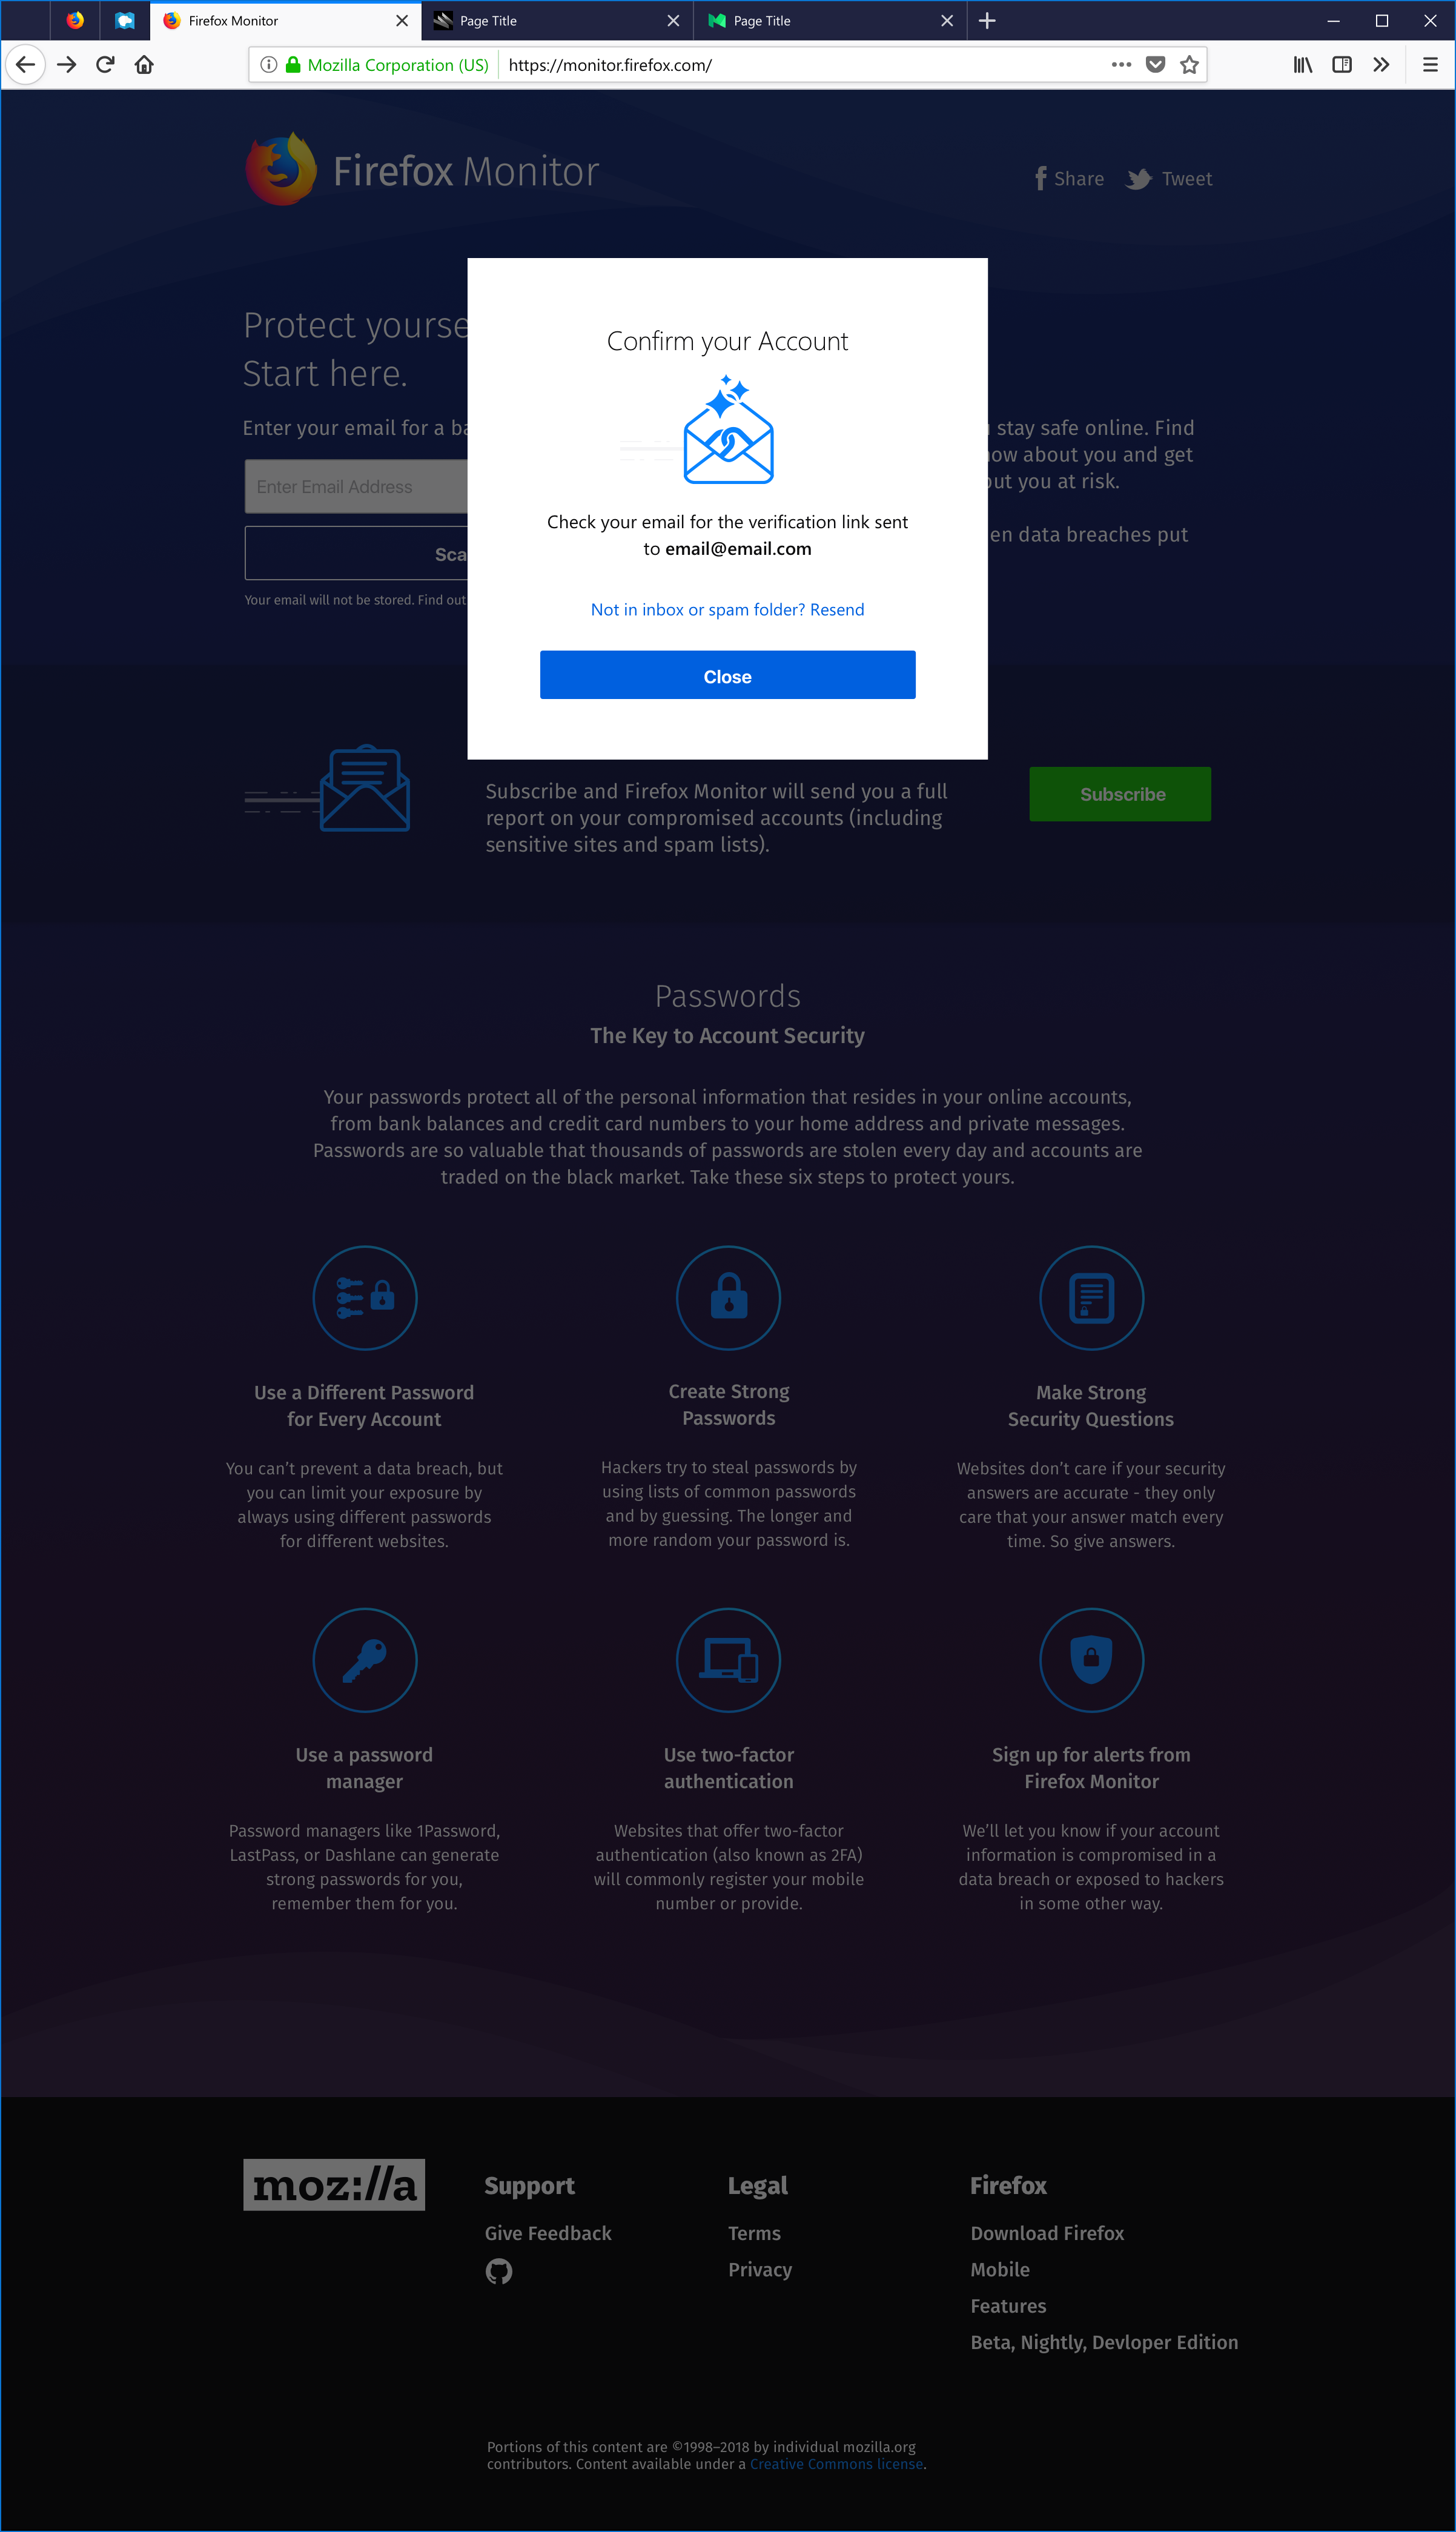 Firefox Monitor
Page Title
Page Title
Mozilla Corporation (US)
https://monitor.firefox.com/
Firefox Monitor
Share
Tweet
Protect yourse
Start here.
Enter your email for a ba
Enter Email Address
Sca
Your email will not be stored. Find out
stay safe online. Find
ow about you and get
out you at risk.
en data breaches put
Confirm your Account
Check your email for the verification link sent
to email@email.com
Not in inbox or spam folder? Resend
Close
Subscribe and Firefox Monitor will send you a full
report on your compromised accounts (including
sensitive sites and spam lists).
Subscribe
Passwords
The Key to Account Security
Your passwords protect all of the personal information that resides in your online accounts,
from bank balances and credit card numbers to your home address and private messages.
Passwords are so valuable that thousands of passwords are stolen every day and accounts are
traded on the black market. Take these six steps to protect yours.
Use a Different Password
for Every Account
You can’t prevent a data breach, but
you can limit your exposure by
always using different passwords
for different websites.
Create Strong
Passwords
Hackers try to steal passwords by
using lists of common passwords
and by guessing. The longer and
more random your password is.
Make Strong
Security Questions
Websites don’t care if your security
answers are accurate - they only
care that your answer match every
time. So give answers.
Use a password
manager
Password managers like 1Password,
LastPass, or Dashlane can generate
strong passwords for you,
remember them for you.
Use two-factor
authentication
Websites that offer two-factor
authentication (also known as 2FA)
will commonly register your mobile
number or provide.
Sign up for alerts from
Firefox Monitor
We’ll let you know if your account
information is compromised in a
data breach or exposed to hackers
in some other way.
moz://a
Support
Give Feedback
Legal
Terms
Privacy
Firefox
Download Firefox
Mobile
Features
Beta, Nightly, Devloper Edition
Portions of this content are ©1998–2018 by individual mozilla.org
contributors. Content available under a Creative Commons license.